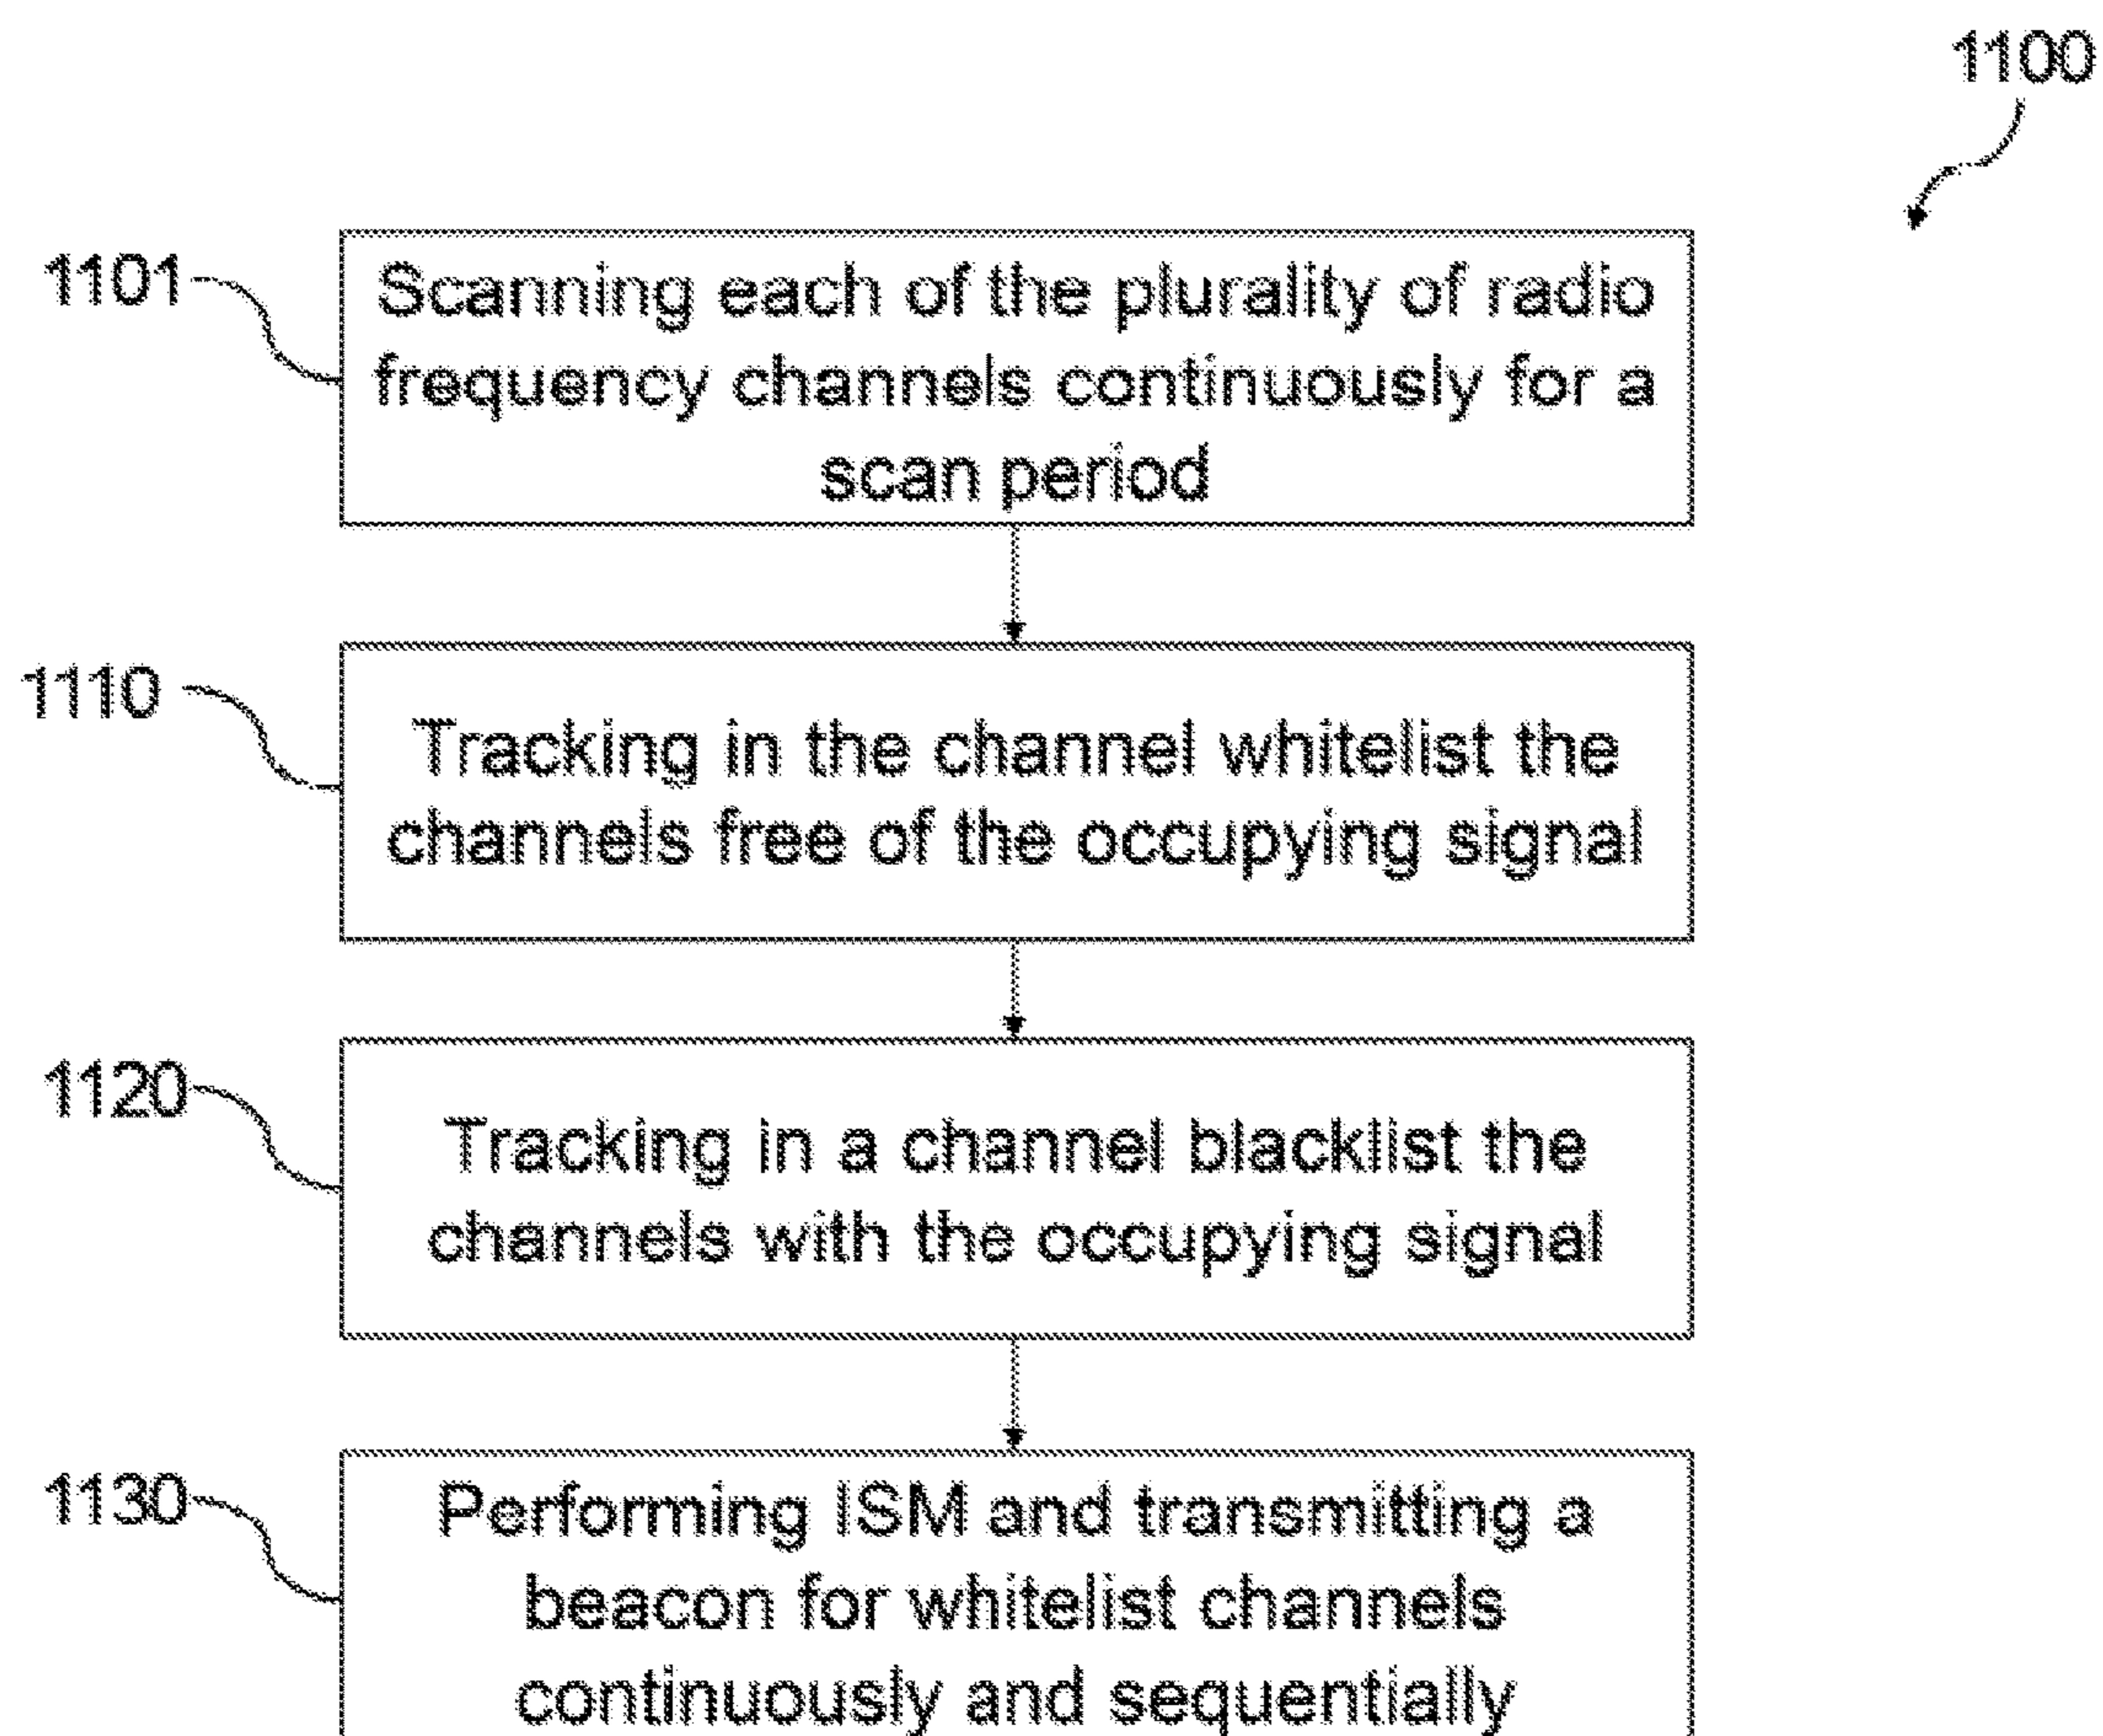 1100
1101
Scanning each of the plurality of radio
frequency channels continuously for a
scan period
1110
Tracking in the channel whitelist the
channels free of the occupying signal
1120
Tracking in a channel blacklist the
channels with the occupying signal
1130
Performing ISM and transmitting a
beacon for whitelist channels
continuously and sequentially